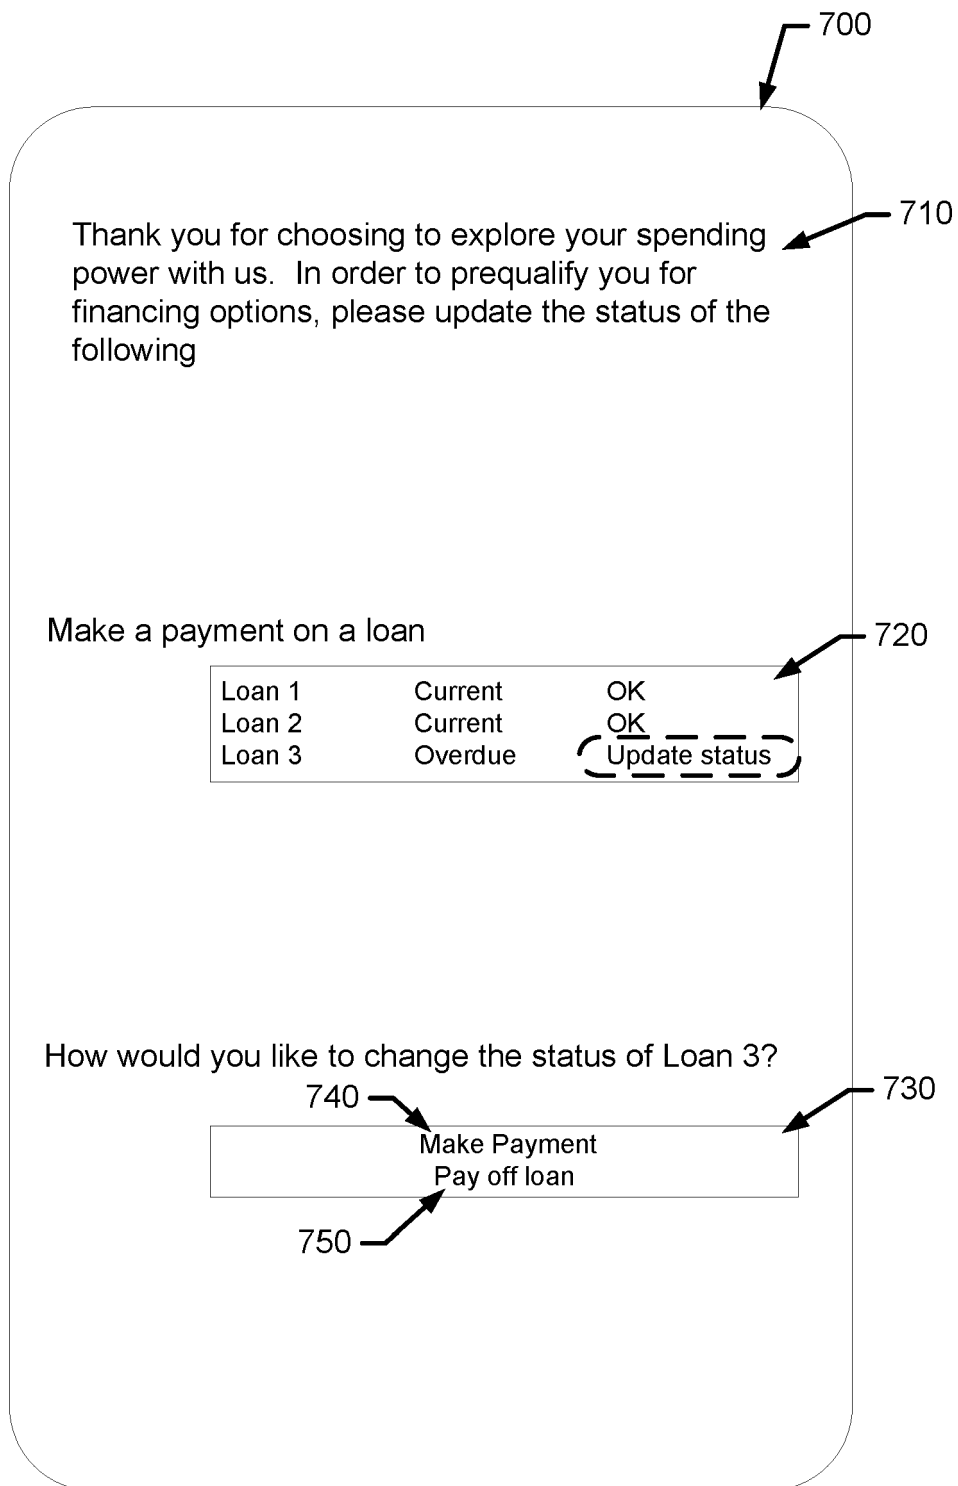 700
710
Thank you for choosing to explore your spending
power with us.  In order to prequalify you for
financing options, please update the status of the
following
Make a payment on a loan
720
Loan 1 Current OK
Loan 2 Current OK
Loan 3 Overdue Update status
How would you like to change the status of Loan 3?
740
730
Make Payment
Pay off loan
750